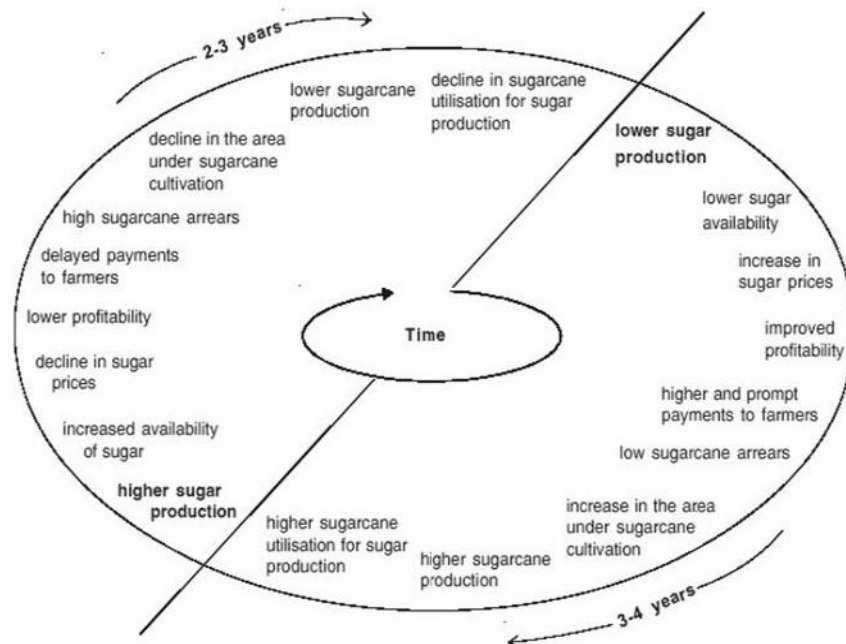 2-3 years
lower sugarcane
production
decline in sugarcane
utilisation for sugar
production
lower sugar
production
lower sugar
availability
increase in
sugar prices
improved
profitability
higher and prompt
payments to farmers
low sugarcane arrears
increase in the area
under sugarcane
cultivation
3-4 years
higher sugarcane
production
higher sugarcane
utilisation for sugar
production
higher sugar
production
increased availability
of sugar
decline in sugar
prices
lower profitability
delayed payments
to farmers
high sugarcane arrears
decline in the area
under sugarcane
cultivation
Time